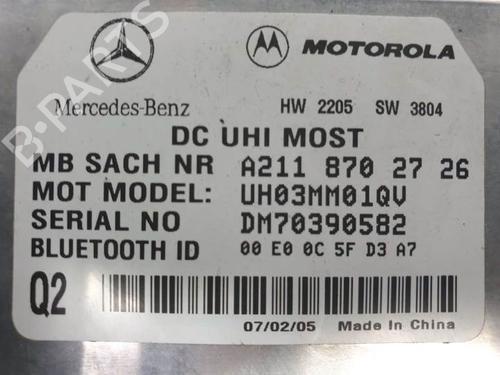 MOTOROLA
Mercedes-Benz HW 2205 SW 3804
DC UHI MOST
MB SACH NR A211 870 27 26
MOT MODEL: UH03MM01QV
SERIAL NO DM70390582
BLUETOOTH ID 00 E0 0C 5F D3 A7
Q2
07/02/05 Made In China
B-PARTS